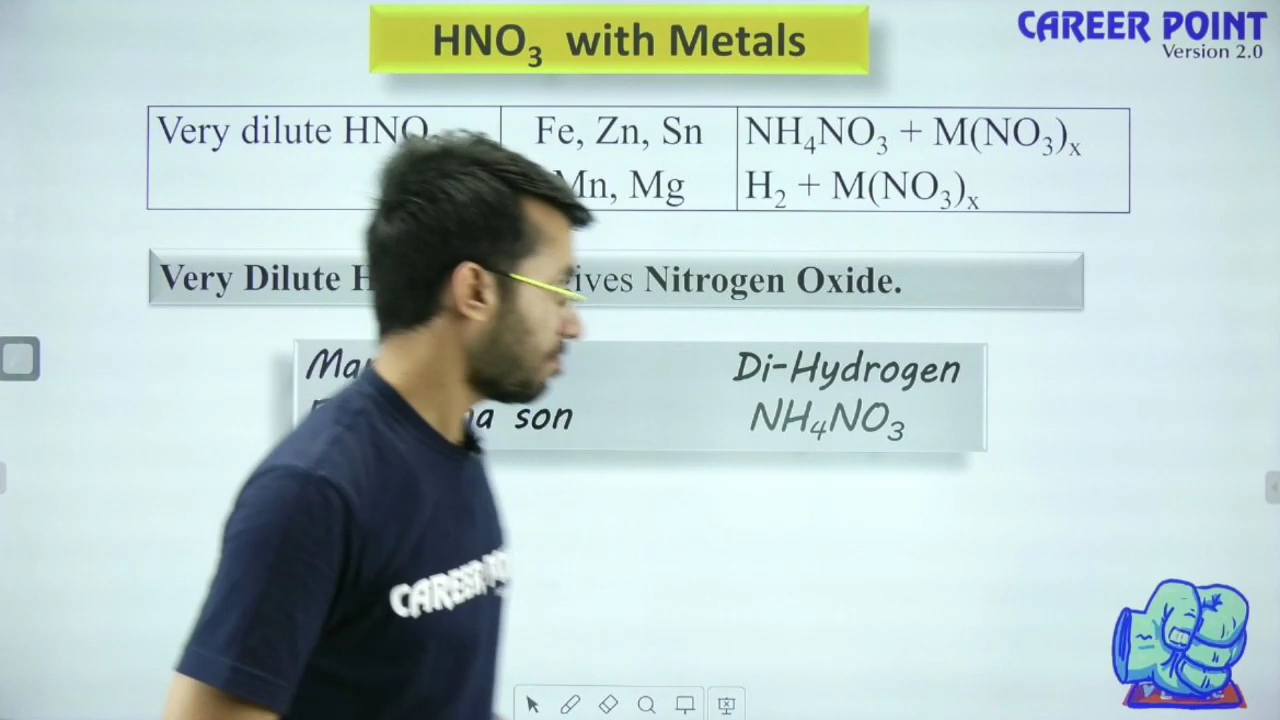 HNO₃ with Metals
CAREER POINT
Version 2.0
Very dilute HNO
Fe, Zn, Sn
NH₄NO₃ + M(NO₃)ₓ
Mn, Mg
H₂ + M(NO₃)ₓ
Very Dilute
Nitrogen Oxide.
Di-Hydrogen
son
NH₄NO₃
CAREER